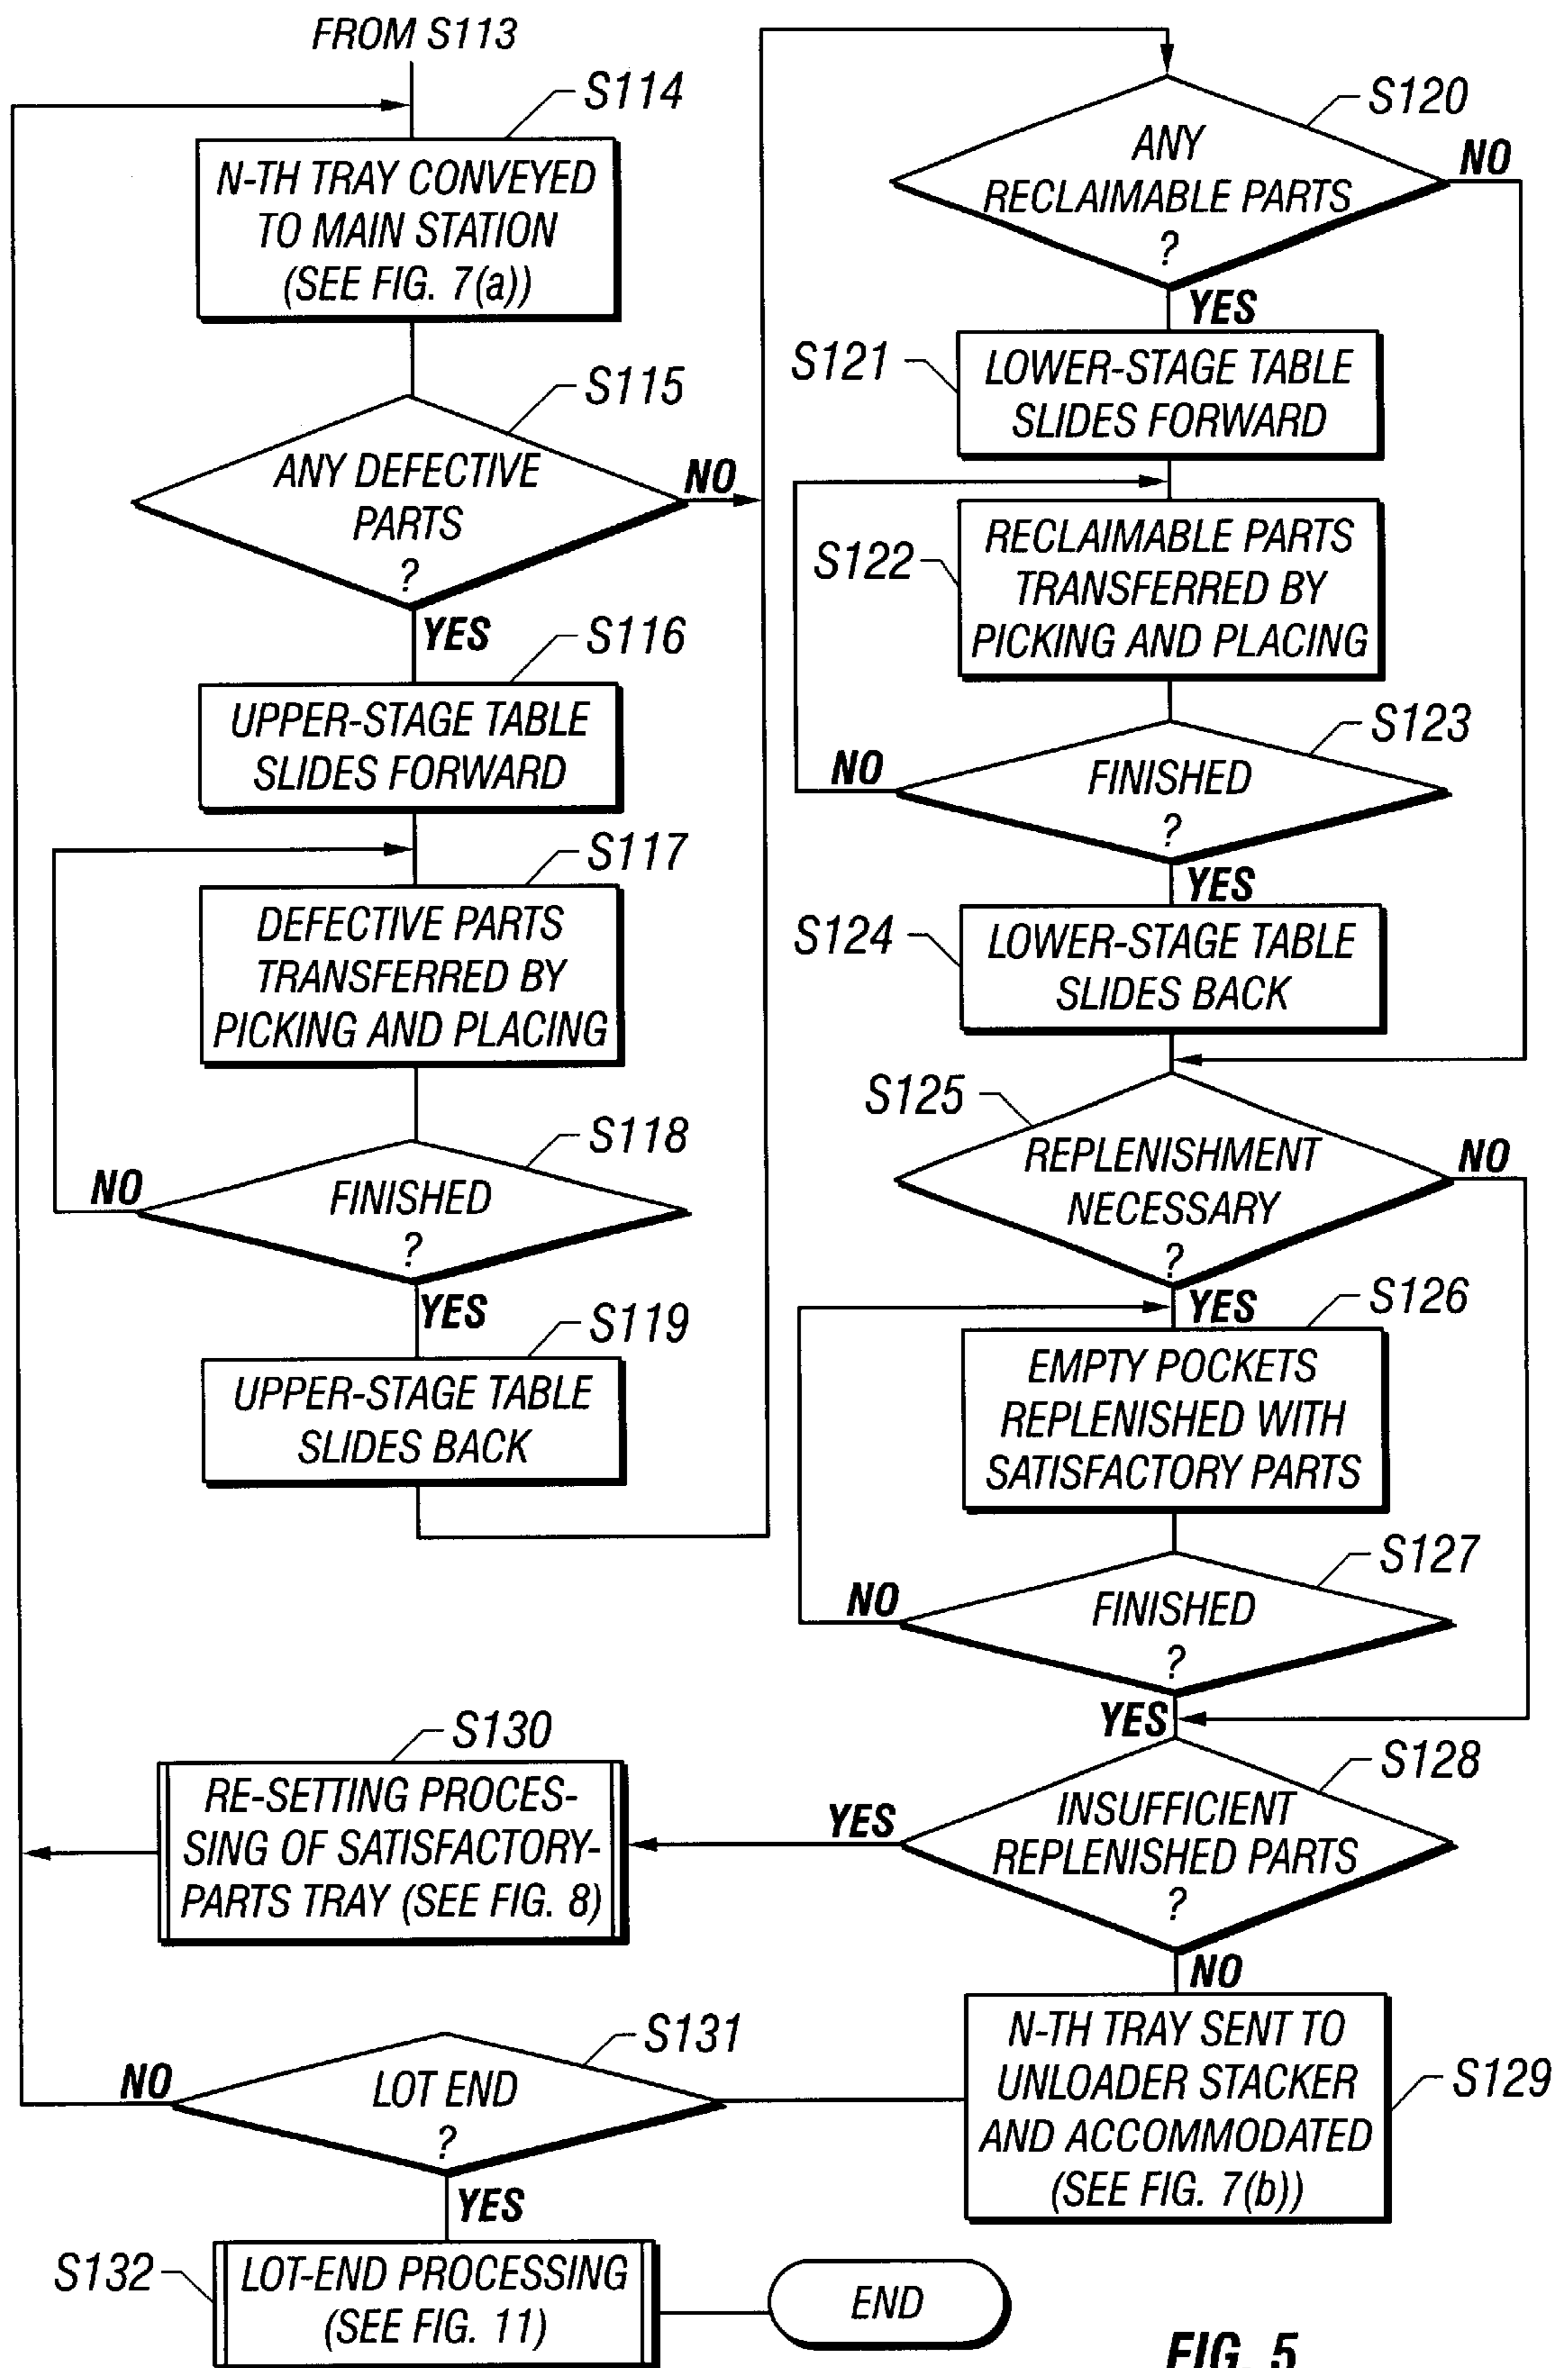 FROM S113
S114
N-TH TRAY CONVEYED
TO MAIN STATION
(SEE FIG. 7(a))
S115
ANY DEFECTIVE
PARTS
?
NO
YES
S116
UPPER-STAGE TABLE
SLIDES FORWARD
S117
DEFECTIVE PARTS
TRANSFERRED BY
PICKING AND PLACING
S118
FINISHED
?
NO
YES
S119
UPPER-STAGE TABLE
SLIDES BACK
S120
ANY
RECLAIMABLE PARTS
?
NO
YES
S121
LOWER-STAGE TABLE
SLIDES FORWARD
S122
RECLAIMABLE PARTS
TRANSFERRED BY
PICKING AND PLACING
S123
FINISHED
?
NO
YES
S124
LOWER-STAGE TABLE
SLIDES BACK
S125
REPLENISHMENT
NECESSARY
?
NO
YES
S126
EMPTY POCKETS
REPLENISHED WITH
SATISFACTORY PARTS
S127
FINISHED
?
NO
YES
S128
INSUFFICIENT
REPLENISHED PARTS
?
YES
NO
S130
RE-SETTING PROCES-
SING OF SATISFACTORY-
PARTS TRAY (SEE FIG. 8)
S129
N-TH TRAY SENT TO
UNLOADER STACKER
AND ACCOMMODATED
(SEE FIG. 7(b))
S131
LOT END
?
NO
YES
S132
LOT-END PROCESSING
(SEE FIG. 11)
END
FIG. 5